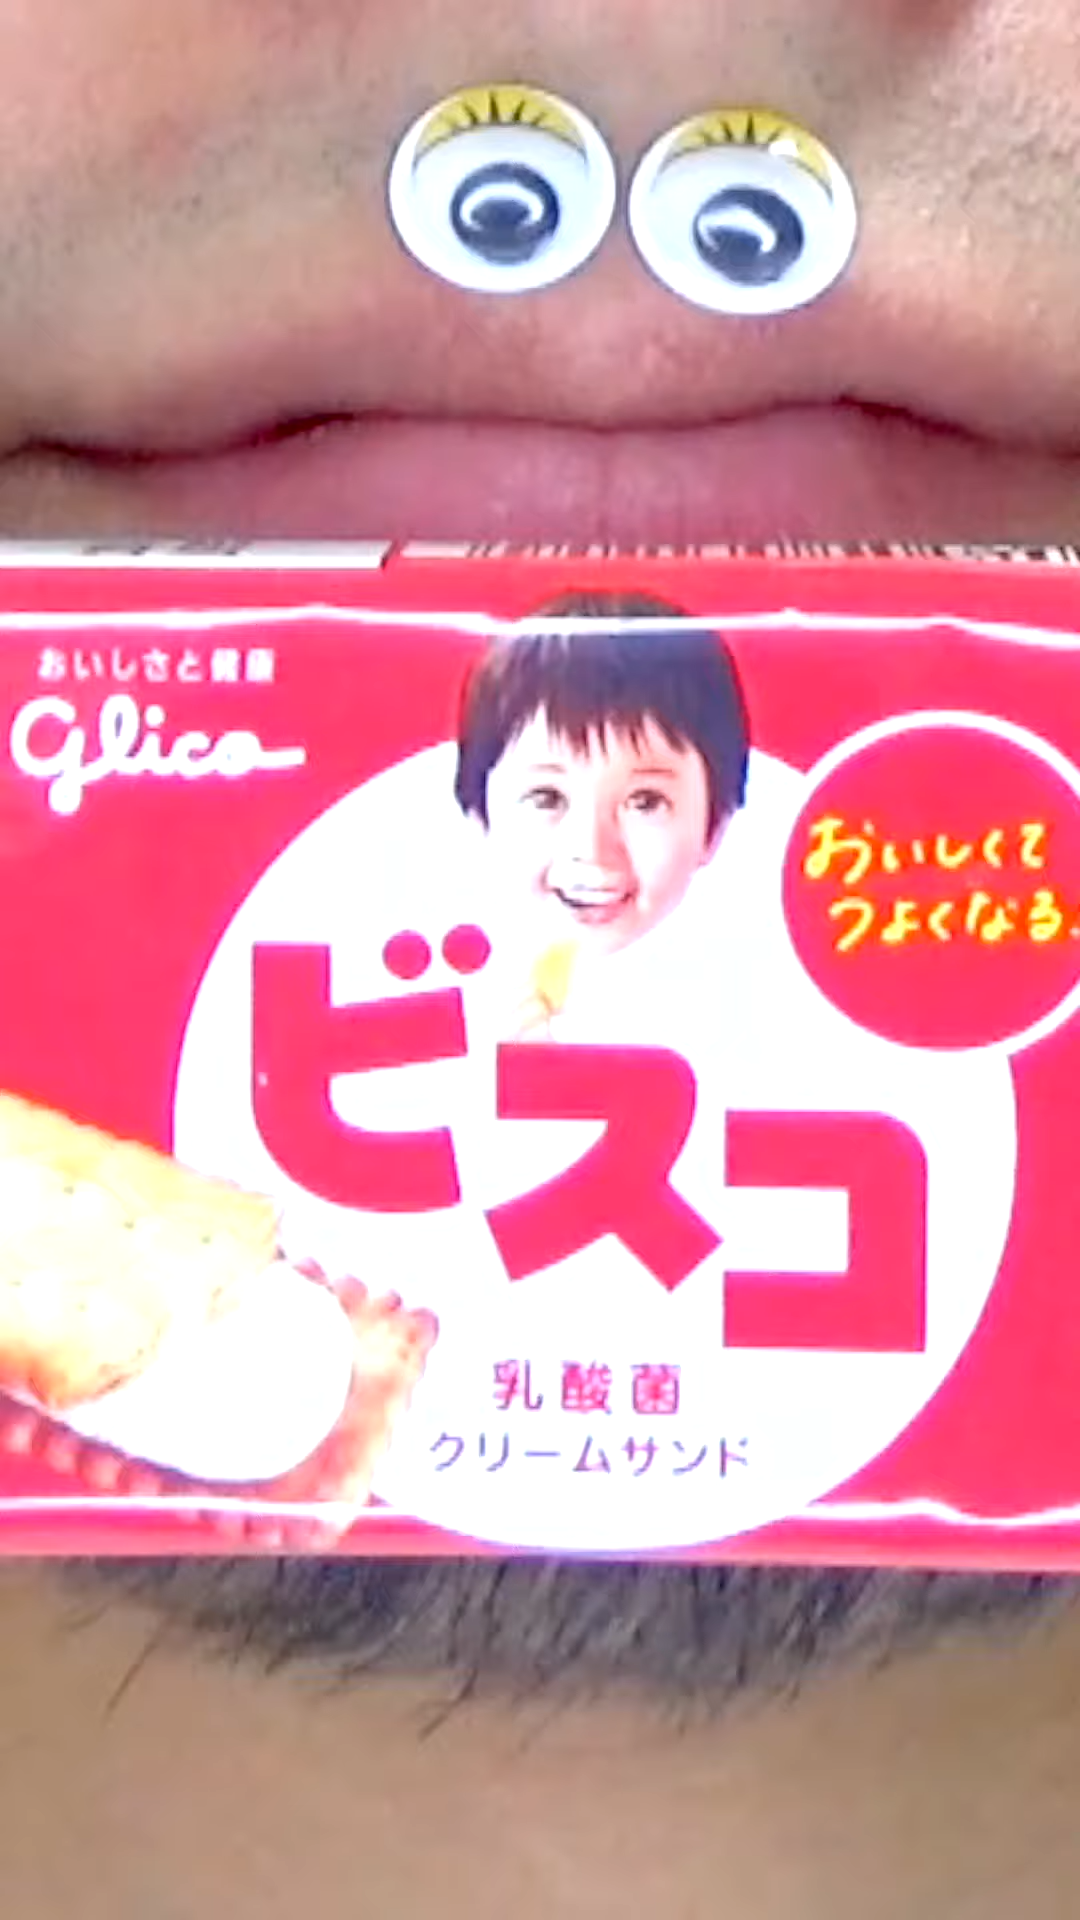 おいしさと健康
glico
おいしくて
つよくなる。
ビスコ
乳酸菌
クリームサンド